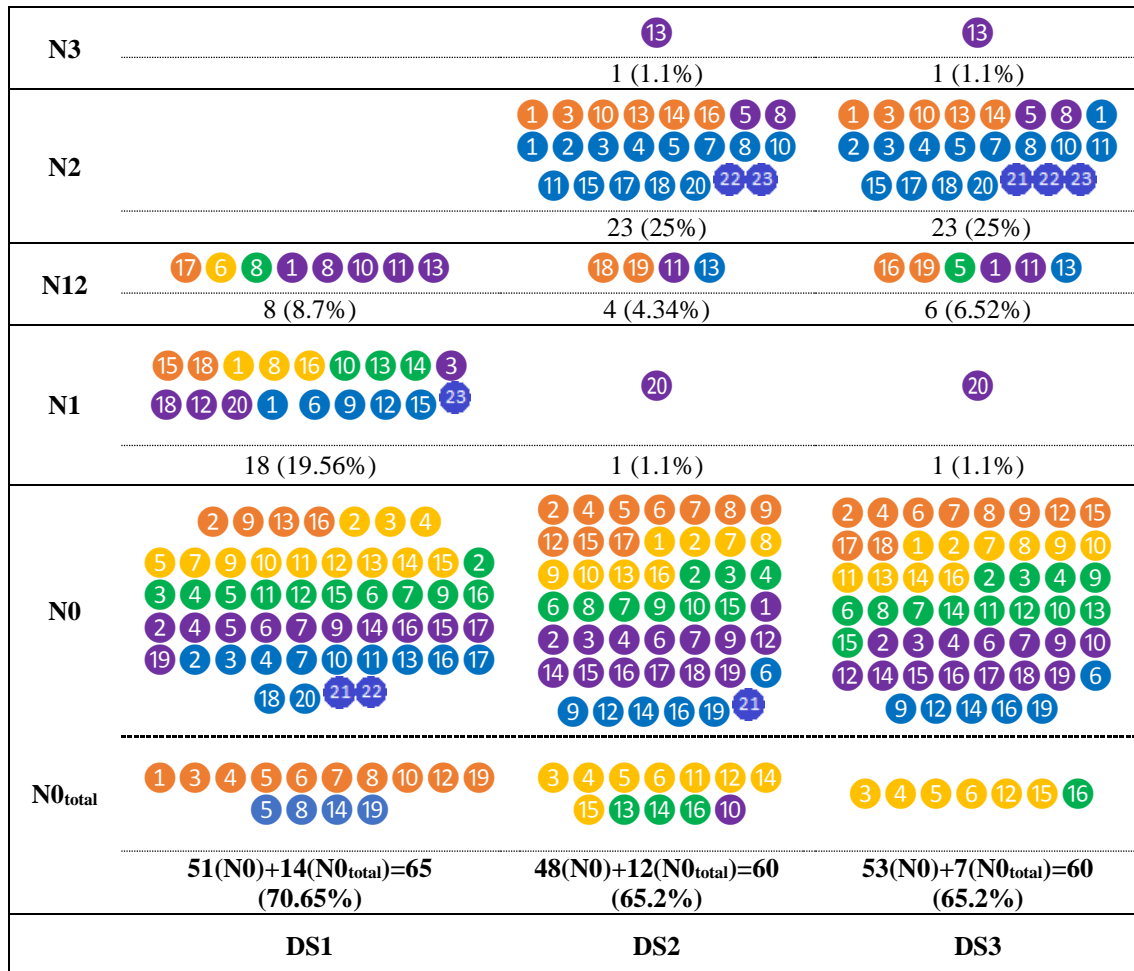 N3
13
13
1 (1.1%)
1 (1.1%)
N2
1 3 10 13 14 16 5 8
1 2 3 4 5 7 8 10
11 15 17 18 20 22 23
1 3 10 13 14 5 8 1
2 3 4 5 7 8 10 11
15 17 18 20 21 22 23
23 (25%)
23 (25%)
N12
17 6 8 1 8 10 11 13
18 19 11 13
16 19 5 1 11 13
8 (8.7%)
4 (4.34%)
6 (6.52%)
N1
15 18 1 8 16 10 13 14 3
18 12 20 1 6 9 12 15 23
20
20
18 (19.56%)
1 (1.1%)
1 (1.1%)
N0
2 9 13 16 2 3 4
5 7 9 10 11 12 13 14 15 2
3 4 5 11 12 15 6 7 9 16
2 4 5 6 7 9 14 16 15 17
19 2 3 4 7 10 11 13 16 17
18 20 21 22
2 4 5 6 7 8 9
12 15 17 1 2 7 8
9 10 13 16 2 3 4
6 8 7 9 10 15 1
2 3 4 6 7 9 12
14 15 16 17 18 19 6
9 12 14 16 19 21
2 4 6 7 8 9 12 15
17 18 1 2 7 8 9 10
11 13 14 16 2 3 4 9
6 8 7 14 11 12 10 13
15 2 3 4 6 7 9 10
12 14 15 16 17 18 19 6
9 12 14 16 19
N0total
1 3 4 5 6 7 8 10 12 19
5 8 14 19
3 4 5 6 11 12 14
15 13 14 16 10
3 4 5 6 12 15 16
51(N0)+14(N0total)=65
(70.65%)
48(N0)+12(N0total)=60
(65.2%)
53(N0)+7(N0total)=60
(65.2%)
DS1
DS2
DS3